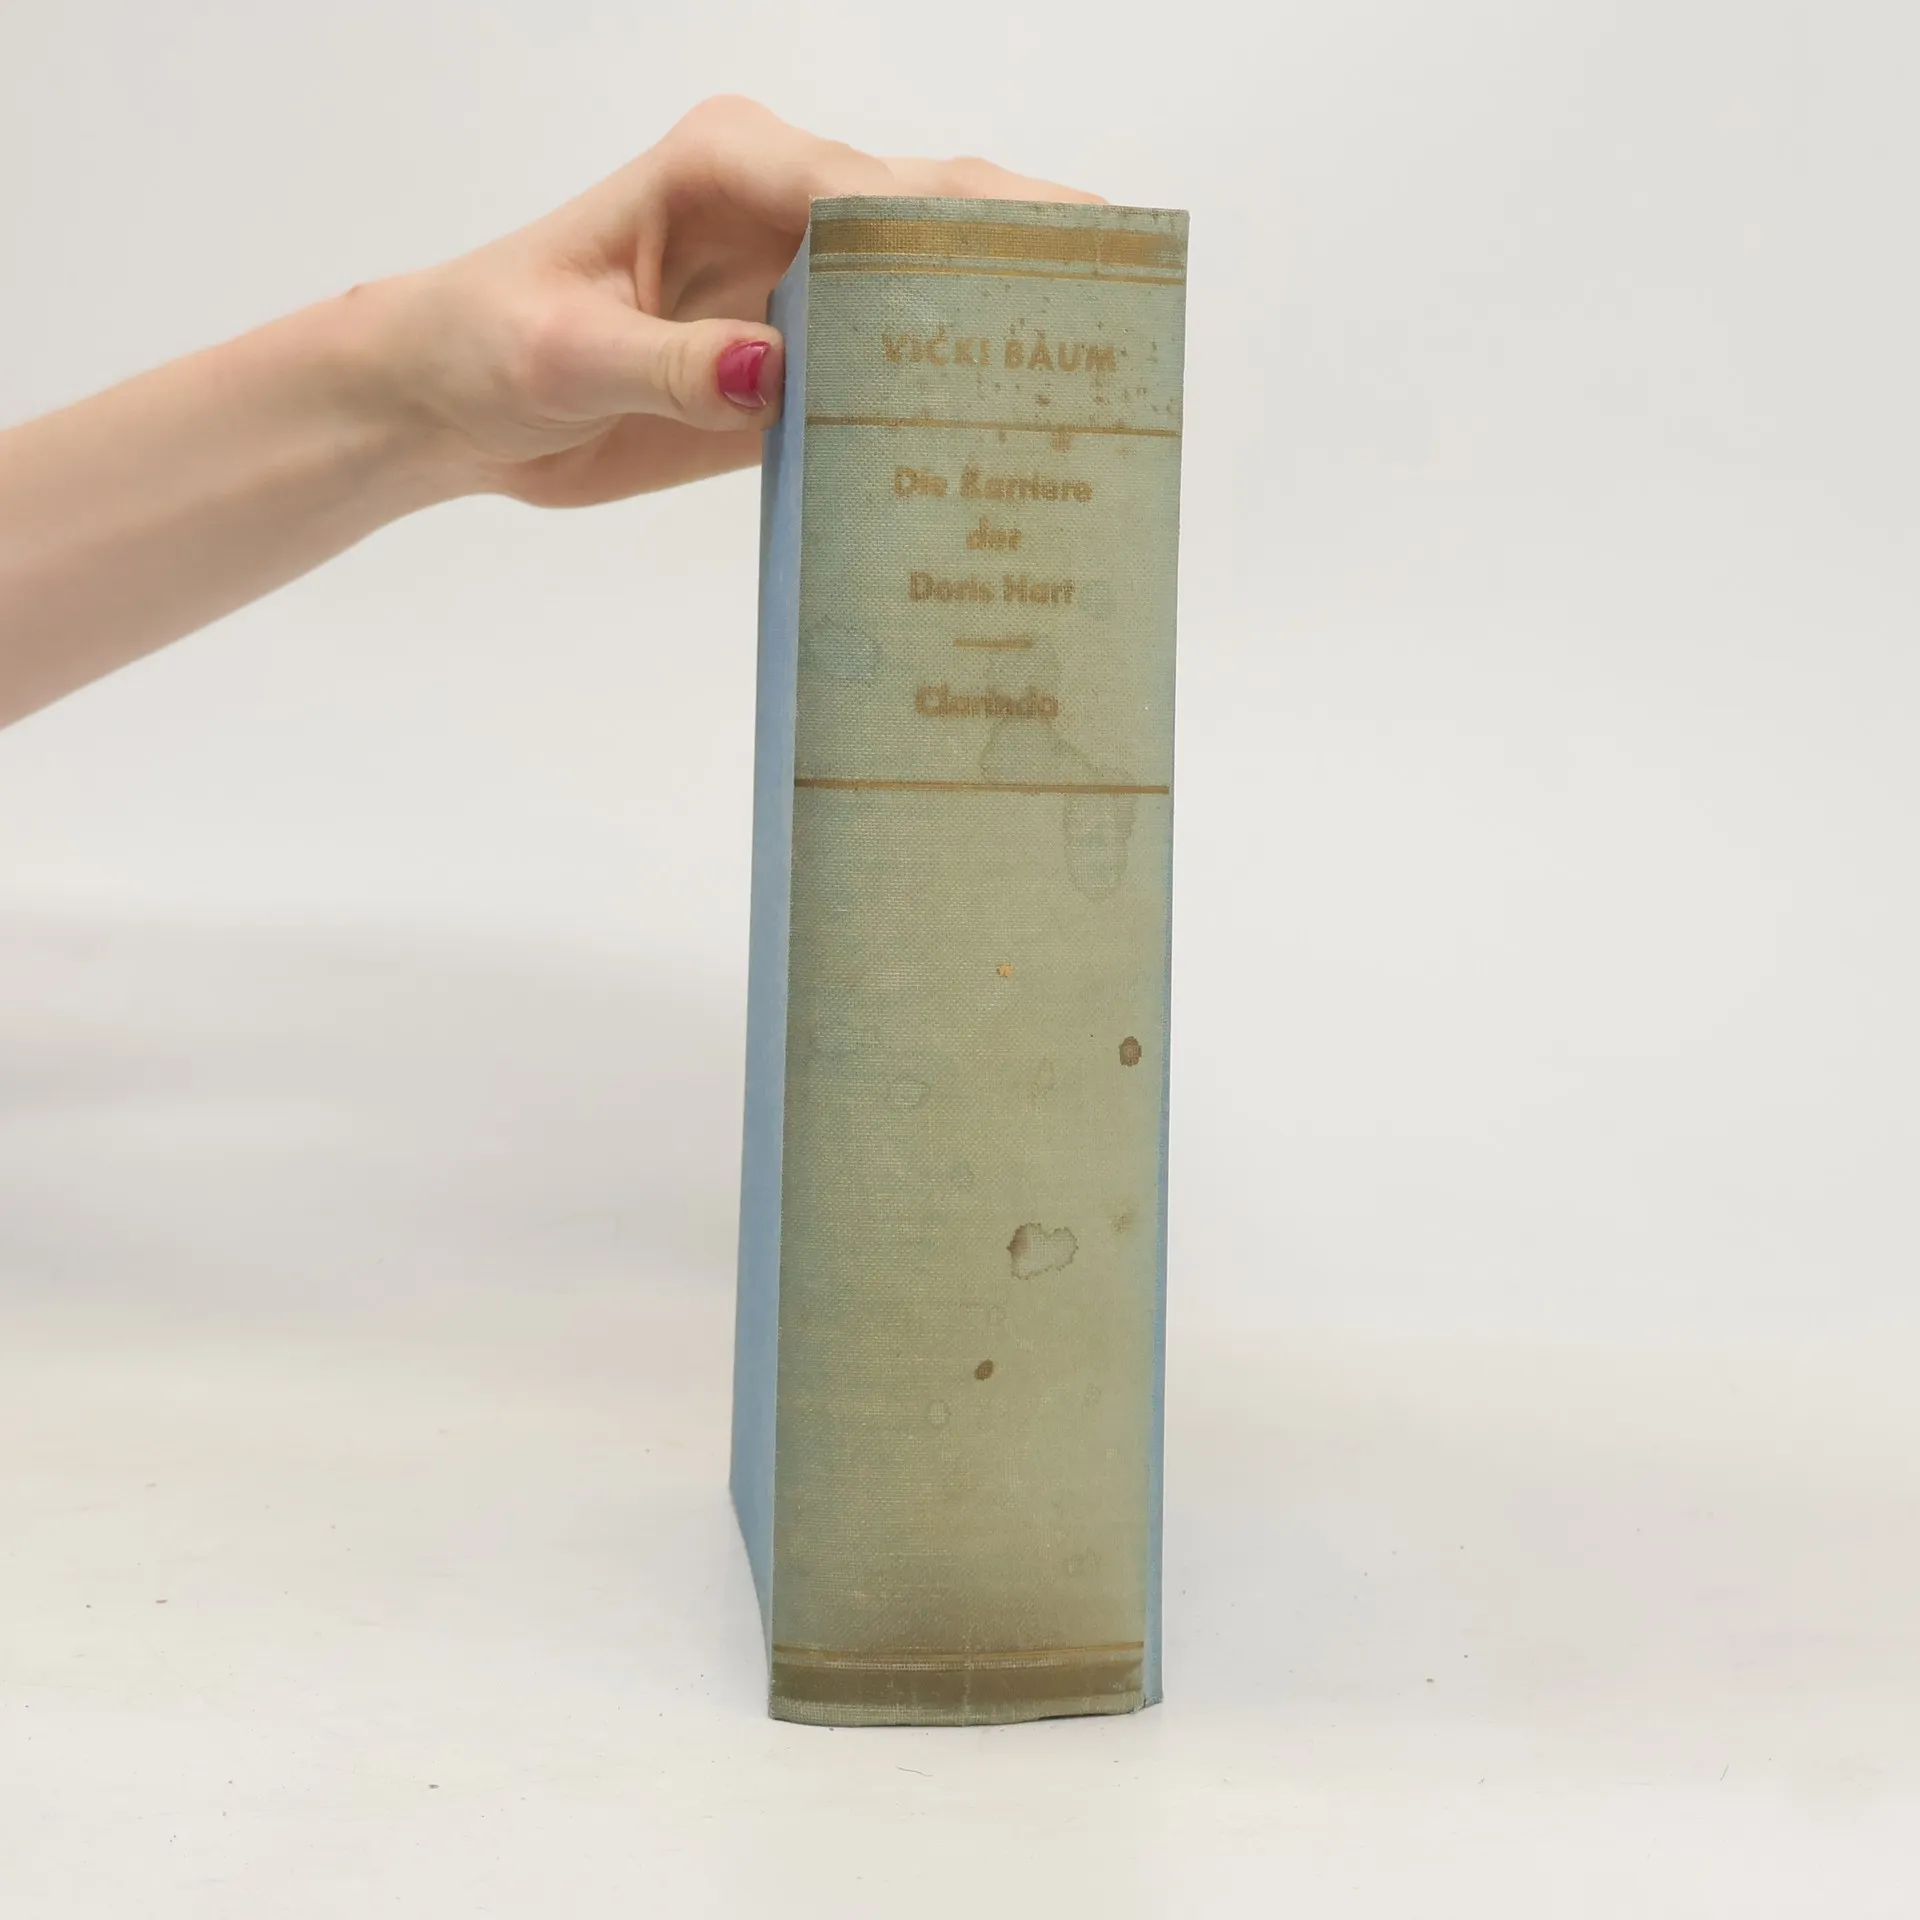 VICKI BAUM
Die Karriere
der
Doris Hart
Clarinda